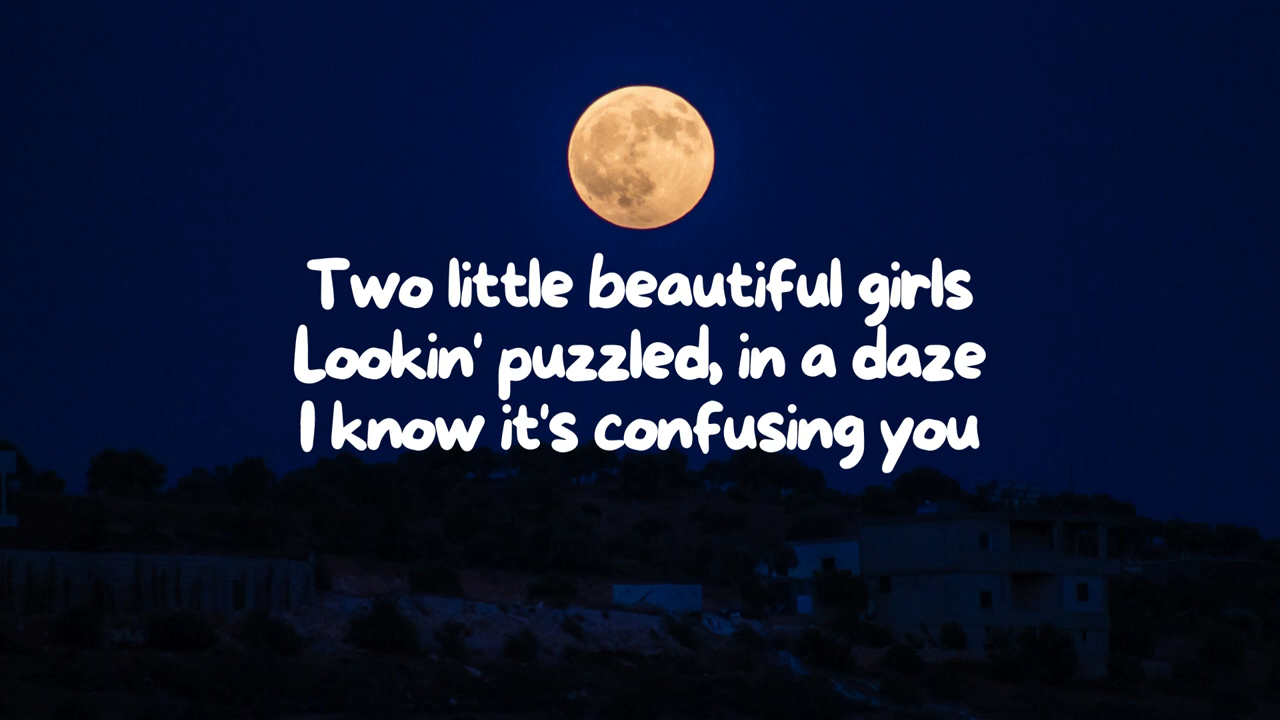 Two little beautiful girls
Lookin' puzzled, in a daze
I know it's confusing you